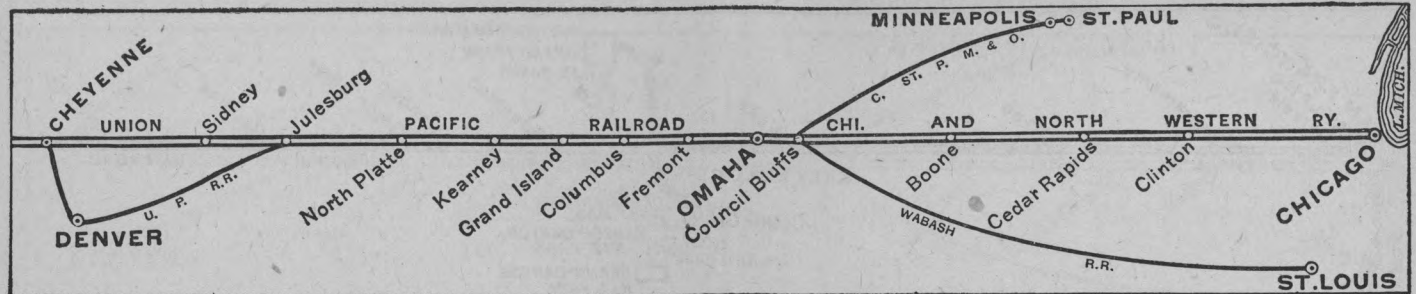 MINNEAPOLIS ST. PAUL
C. ST. P. M. & O.
CHEYENNE
Sidney
Julesburg
UNION PACIFIC RAILROAD
CHI. AND NORTH WESTERN RY.
L. MICH.
U. P. R.R.
DENVER
North Platte
Kearney
Grand Island
Columbus
Fremont
OMAHA
Council Bluffs
Boone
Cedar Rapids
Clinton
CHICAGO
WABASH R.R.
ST. LOUIS